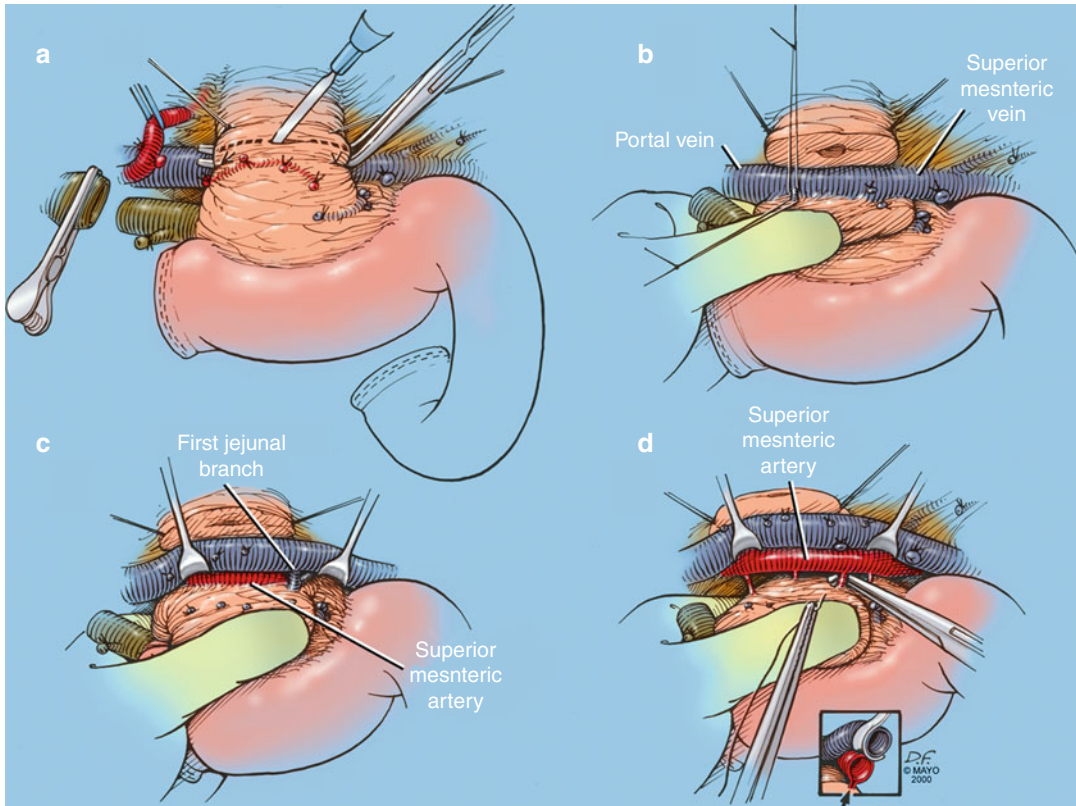 a
b
Portal vein
Superior
mesnteric
vein
c
First jejunal
branch
Superior
mesnteric
artery
d
Superior
mesnteric
artery
D.F.
© MAYO
2000